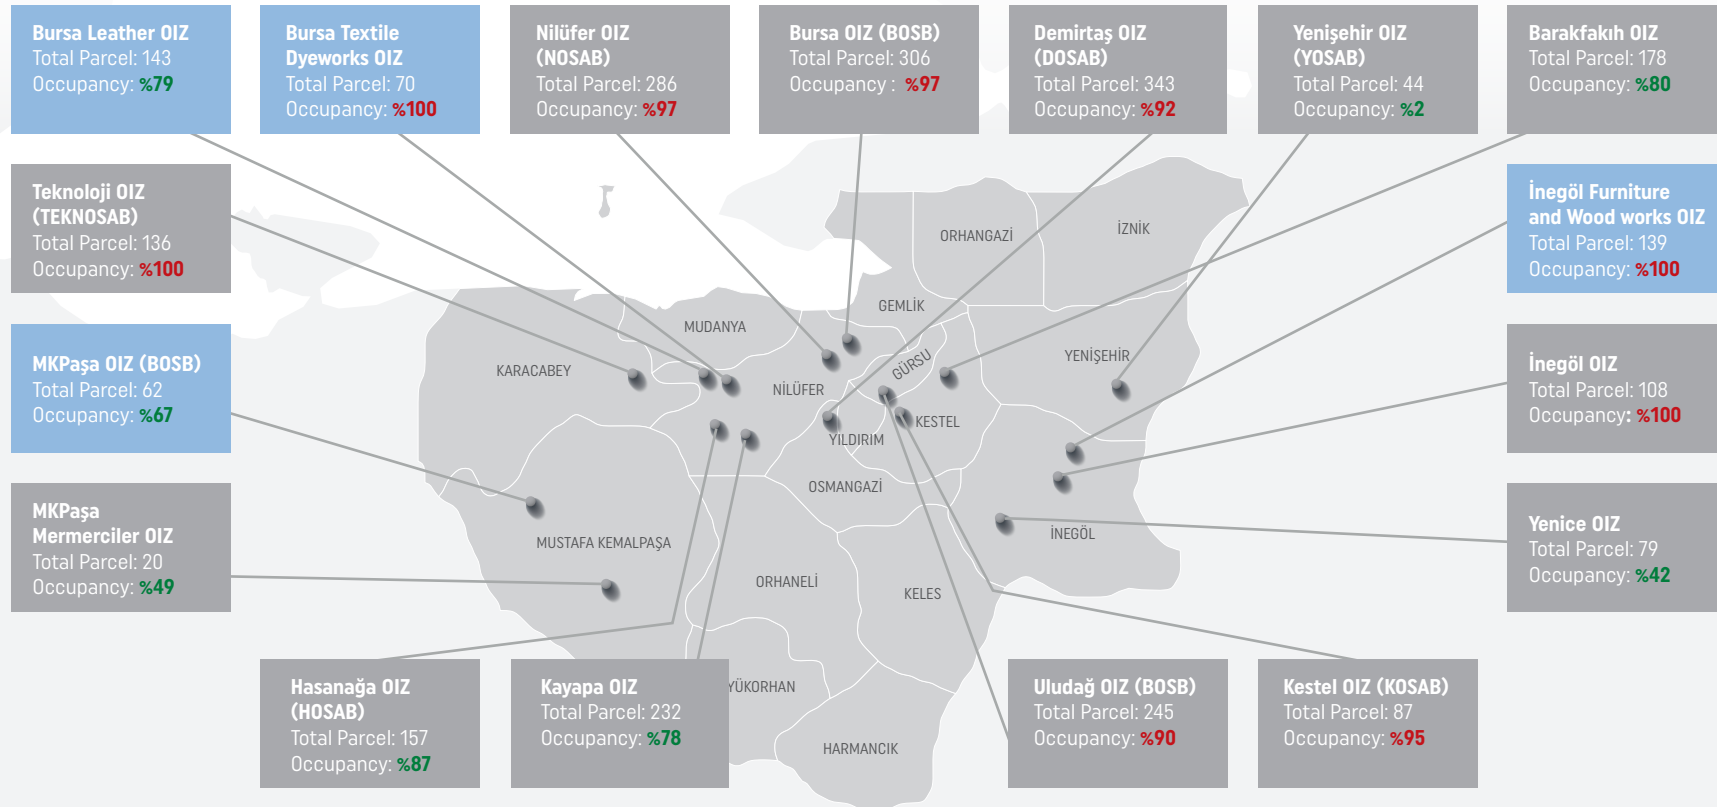 Bursa Leather OIZ
Total Parcel: 143
Occupancy: %79
Bursa Textile
Dyeworks OIZ
Total Parcel: 70
Occupancy: %100
Nilüfer OIZ
(NOSAB)
Total Parcel: 286
Occupancy: %97
Bursa OIZ (BOSB)
Total Parcel: 306
Occupancy : %97
Demirtaş OIZ
(DOSAB)
Total Parcel: 343
Occupancy: %92
Yenişehir OIZ
(YOSAB)
Total Parcel: 44
Occupancy: %2
Barakfakıh OIZ
Total Parcel: 178
Occupancy: %80
Teknoloji OIZ
(TEKNOSAB)
Total Parcel: 136
Occupancy: %100
İnegöl Furniture
and Wood works OIZ
Total Parcel: 139
Occupancy: %100
MKPaşa OIZ (BOSB)
Total Parcel: 62
Occupancy: %67
İnegöl OIZ
Total Parcel: 108
Occupancy: %100
MKPaşa
Mermerciler OIZ
Total Parcel: 20
Occupancy: %49
Yenice OIZ
Total Parcel: 79
Occupancy: %42
ORHANGAZİ
İZNİK
GEMLİK
MUDANYA
KARACABEY
NİLÜFER
GÜRSU
YENİŞEHİR
KESTEL
YILDIRIM
OSMANGAZİ
MUSTAFA KEMALPAŞA
İNEGÖL
ORHANELİ
KELES
YÜKORHAN
HARMANCIK
Hasanağa OIZ
(HOSAB)
Total Parcel: 157
Occupancy: %87
Kayapa OIZ
Total Parcel: 232
Occupancy: %78
Uludağ OIZ (BOSB)
Total Parcel: 245
Occupancy: %90
Kestel OIZ (KOSAB)
Total Parcel: 87
Occupancy: %95